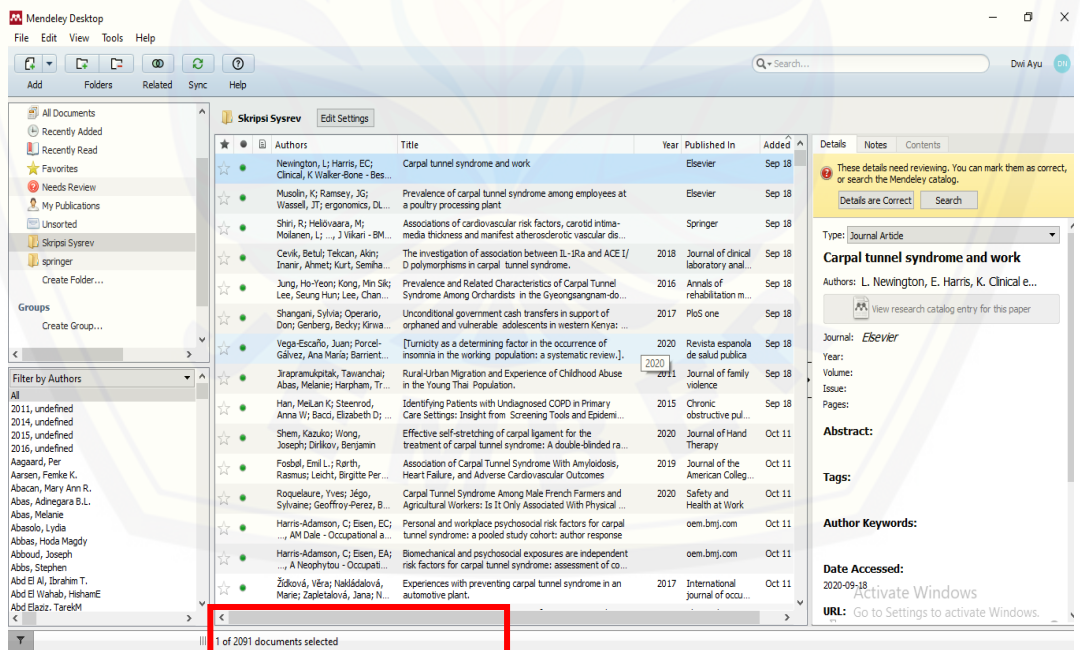 Mendeley Desktop
File Edit View Tools Help
Add Folders Related Sync Help
Search...
Dwi Ayu DN
All Documents
Recently Added
Recently Read
Favorites
Needs Review
My Publications
Unsorted
Skripsi Sysrev
springer
Create Folder...
Groups
Create Group...
Filter by Authors
All
2011, undefined
2014, undefined
2015, undefined
2016, undefined
Aagaard, Per
Aarsen, Femke K.
Abacan, Mary Ann R.
Abas, Adinegara B.L.
Abas, Melanie
Abasolo, Lydia
Abbas, Hoda Magdy
Abboud, Joseph
Abbs, Stephen
Abd El Al, Ibrahim T.
Abd El Wahab, HishamE
Abd Elaziz, TarekM
Skripsi Sysrev Edit Settings
Authors Title Year Published In Added
Newington, L; Harris, EC; Carpal tunnel syndrome and work Elsevier Sep 18
Clinical, K Walker-Bone - Bes...
Musolin, K; Ramsey, JG; Prevalence of carpal tunnel syndrome among employees at Elsevier Sep 18
Wassell, JT; ergonomics, DL... a poultry processing plant
Shiri, R; Heliövaara, M; Associations of cardiovascular risk factors, carotid intima- Springer Sep 18
Moilanen, L; ..., J Viikari - BM... media thickness and manifest atherosclerotic vascular dis...
Cevik, Betul; Tekcan, Akin; The investigation of association between IL-1Ra and ACE I/ 2018 Journal of clinical Sep 18
Inanir, Ahmet; Kurt, Semiha... D polymorphisms in carpal tunnel syndrome. laboratory anal...
Jung, Ho-Yeon; Kong, Min Sik; Prevalence and Related Characteristics of Carpal Tunnel 2016 Annals of Sep 18
Lee, Seung Hun; Lee, Chan... Syndrome Among Orchardists in the Gyeongsangnam-do... rehabilitation m...
Shangani, Sylvia; Operario, Unconditional government cash transfers in support of 2017 PloS one Sep 18
Don; Genberg, Becky; Kirwa... orphaned and vulnerable adolescents in western Kenya: ...
Vega-Escaño, Juan; Porcel- [Turnicity as a determining factor in the occurrence of 2020 Revista espanola Sep 18
Gálvez, Ana María; Barrient... insomnia in the working population: a systematic review.]. de salud publica
2020
Jirapramukpitak, Tawanchai; Rural-Urban Migration and Experience of Childhood Abuse 2011 Journal of family Sep 18
Abas, Melanie; Harpham, Tr... in the Young Thai Population. violence
Han, MeiLan K; Steenrod, Identifying Patients with Undiagnosed COPD in Primary 2015 Chronic Sep 18
Anna W; Bacci, Elizabeth D; ... Care Settings: Insight from Screening Tools and Epidemi... obstructive pul...
Shem, Kazuko; Wong, Effective self-stretching of carpal ligament for the 2020 Journal of Hand Oct 11
Joseph; Dirlikov, Benjamin treatment of carpal tunnel syndrome: A double-blinded ra... Therapy
Fosbøl, Emil L.; Rørth, Association of Carpal Tunnel Syndrome With Amyloidosis, 2019 Journal of the Oct 11
Rasmus; Leicht, Birgitte Per... Heart Failure, and Adverse Cardiovascular Outcomes American Colleg...
Roquelaure, Yves; Jégo, Carpal Tunnel Syndrome Among Male French Farmers and 2020 Safety and Oct 11
Sylvaine; Geoffroy-Perez, B... Agricultural Workers: Is It Only Associated With Physical ... Health at Work
Harris-Adamson, C; Eisen, EC; Personal and workplace psychosocial risk factors for carpal oem.bmj.com Oct 11
..., AM Dale - Occupational a... tunnel syndrome: a pooled study cohort: author response
Harris-Adamson, C; Eisen, EA; Biomechanical and psychosocial exposures are independent oem.bmj.com Oct 11
..., A Neophytou - Occupati... risk factors for carpal tunnel syndrome: assessment of co...
Žídková, Věra; Nakládalová, Experiences with preventing carpal tunnel syndrome in an 2017 International Oct 11
Marie; Zapletalová, Jana; N... automotive plant. journal of occu...
1 of 2091 documents selected
Details Notes Contents
These details need reviewing. You can mark them as correct,
or search the Mendeley catalog.
Details are Correct Search
Type: Journal Article
Carpal tunnel syndrome and work
Authors: L. Newington, E. Harris, K. Clinical e...
View research catalog entry for this paper
Journal: Elsevier
Year:
Volume:
Issue:
Pages:
Abstract:
Tags:
Author Keywords:
Date Accessed:
2020-09-18
Activate Windows
URL: Go to Settings to activate Windows.